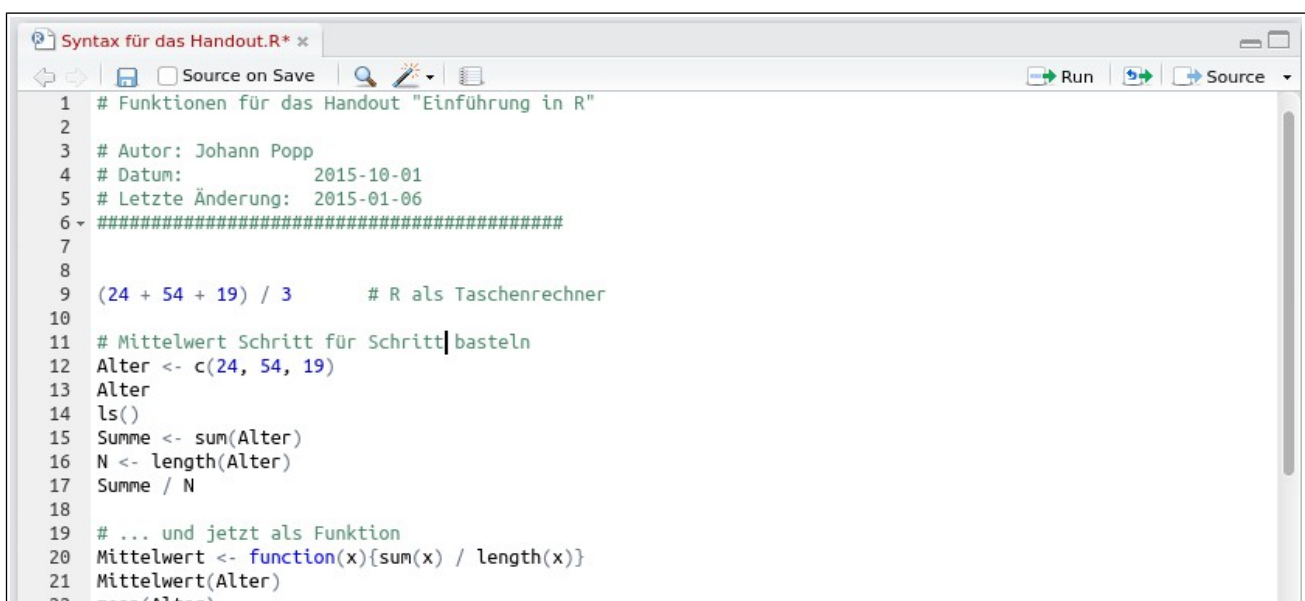 Syntax für das Handout.R* ×
Source on Save Run Source
1 # Funktionen für das Handout "Einführung in R"
2
3 # Autor: Johann Popp
4 # Datum: 2015-10-01
5 # Letzte Änderung: 2015-01-06
6 ###########################################
7
8
9 (24 + 54 + 19) / 3 # R als Taschenrechner
10
11 # Mittelwert Schritt für Schritt basteln
12 Alter <- c(24, 54, 19)
13 Alter
14 ls()
15 Summe <- sum(Alter)
16 N <- length(Alter)
17 Summe / N
18
19 # ... und jetzt als Funktion
20 Mittelwert <- function(x){sum(x) / length(x)}
21 Mittelwert(Alter)